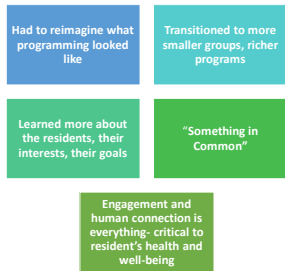 Had to reimagine what
programming looked
like
Transitioned to more
smaller groups, richer
programs
Learned more about
the residents, their
interests, their goals
“Something in
Common”
Engagement and
human connection is
everything- critical to
resident's health and
well-being